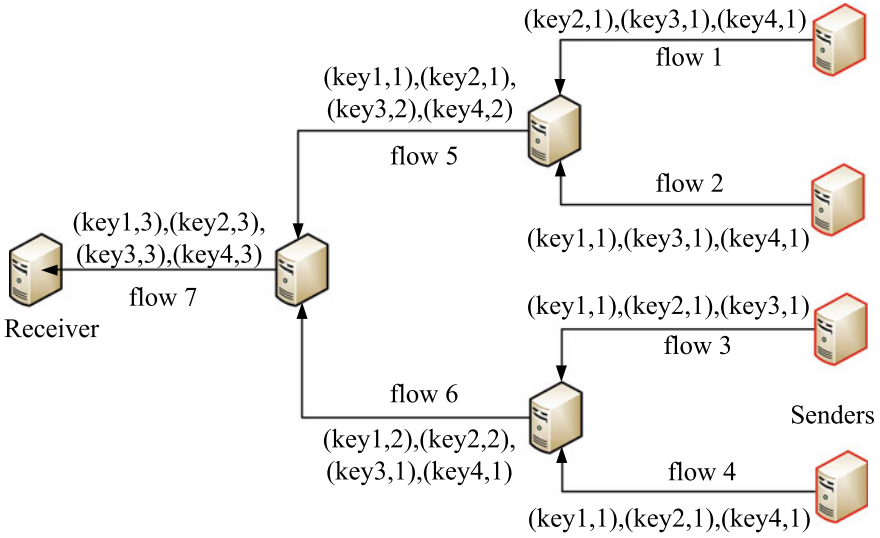 (key2,1),(key3,1),(key4,1)
flow 1
(key1,1),(key2,1),
(key3,2),(key4,2)
flow 5
flow 2
(key1,1),(key3,1),(key4,1)
(key1,3),(key2,3),
(key3,3),(key4,3)
flow 7
Receiver
(key1,1),(key2,1),(key3,1)
flow 3
flow 6
(key1,2),(key2,2),
(key3,1),(key4,1)
Senders
flow 4
(key1,1),(key2,1),(key4,1)